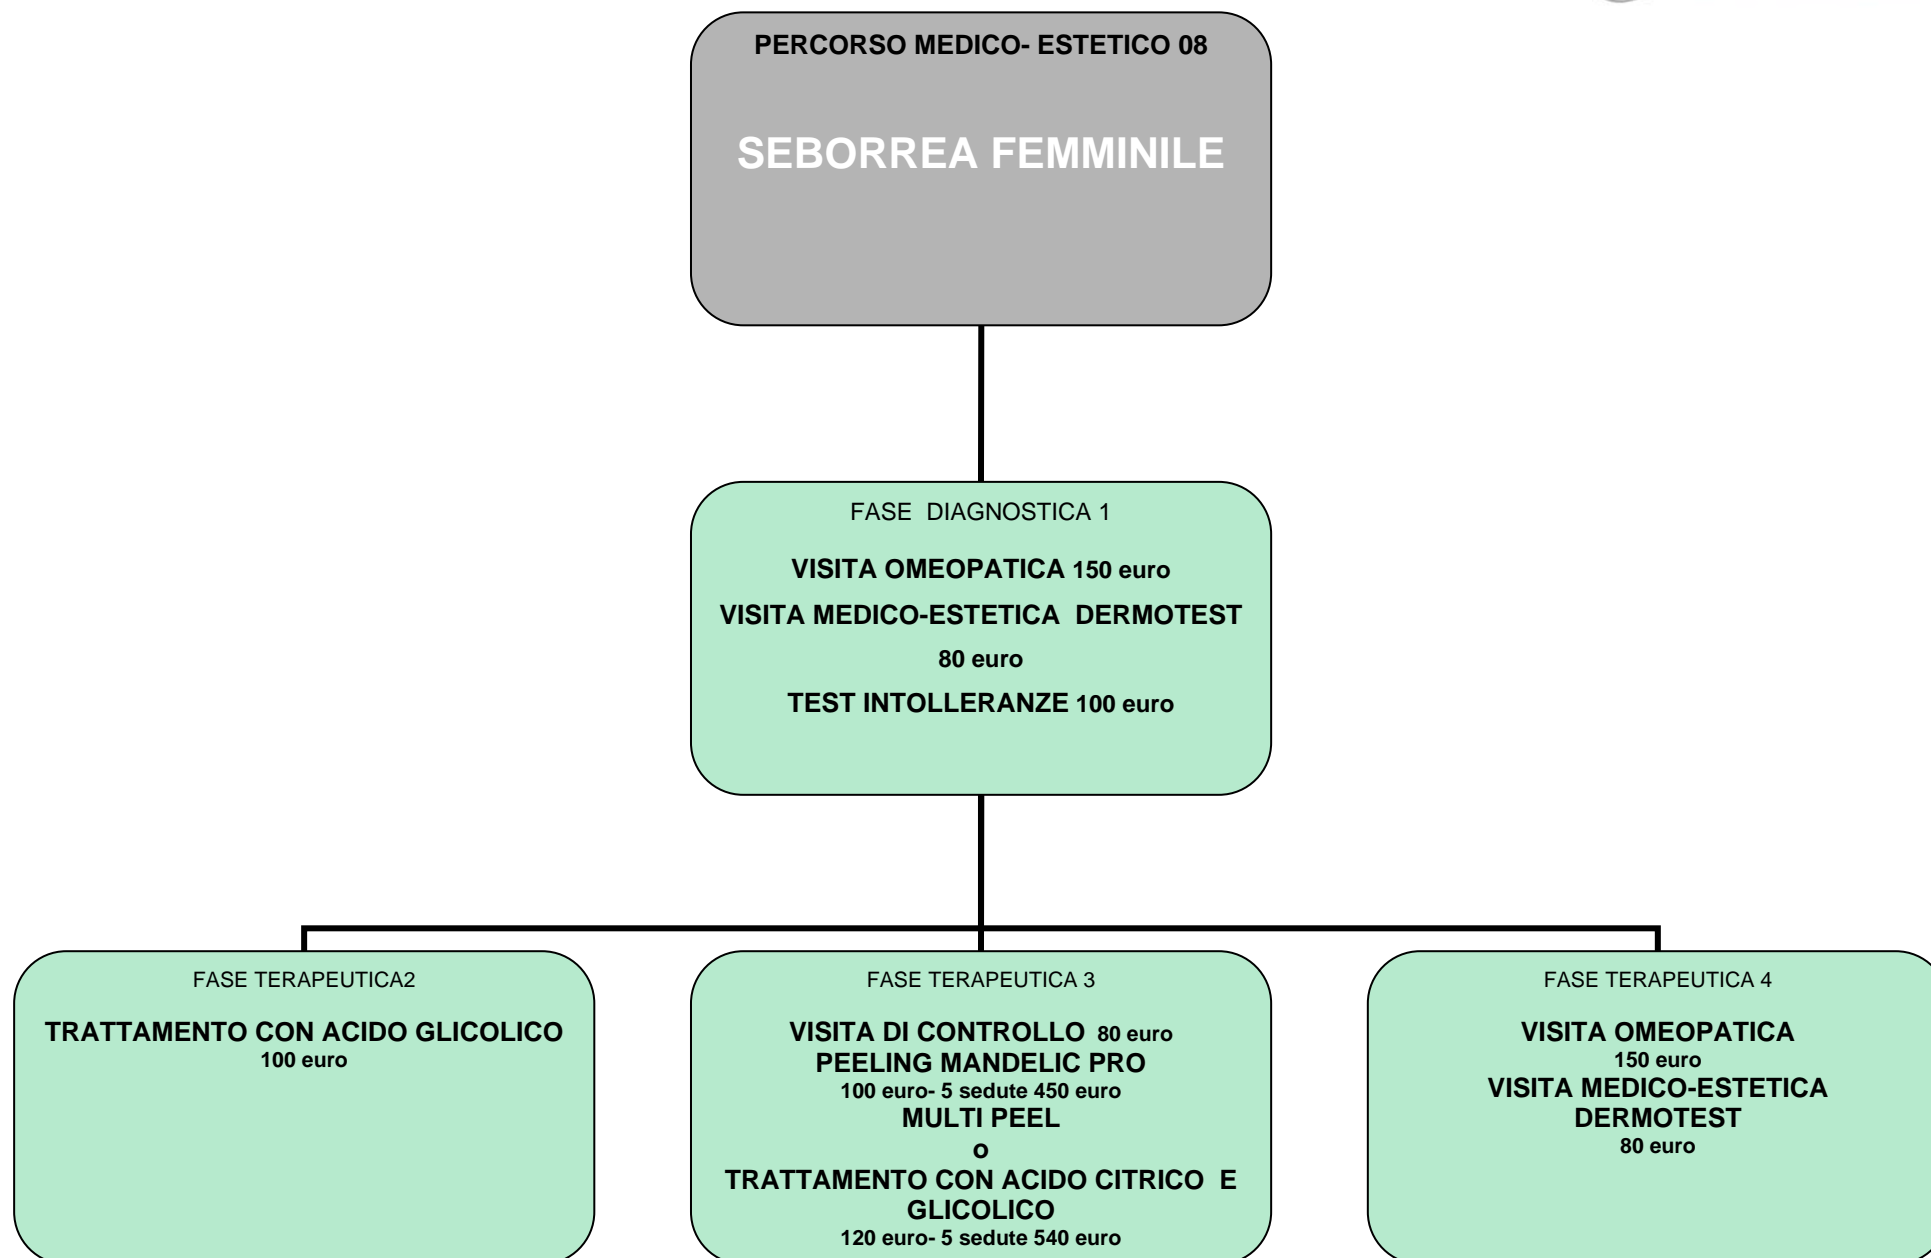 PERCORSO MEDICO- ESTETICO 08
SEBORREA FEMMINILE
FASE  DIAGNOSTICA 1
VISITA OMEOPATICA 150 euro
VISITA MEDICO-ESTETICA  DERMOTEST
80 euro
TEST INTOLLERANZE 100 euro
FASE TERAPEUTICA2
TRATTAMENTO CON ACIDO GLICOLICO
100 euro
FASE TERAPEUTICA 3
VISITA DI CONTROLLO  80 euro
PEELING MANDELIC PRO
100 euro- 5 sedute 450 euro
MULTI PEEL
o
TRATTAMENTO CON ACIDO CITRICO  E
GLICOLICO
120 euro- 5 sedute 540 euro
FASE TERAPEUTICA 4
VISITA OMEOPATICA
150 euro
VISITA MEDICO-ESTETICA
DERMOTEST
80 euro